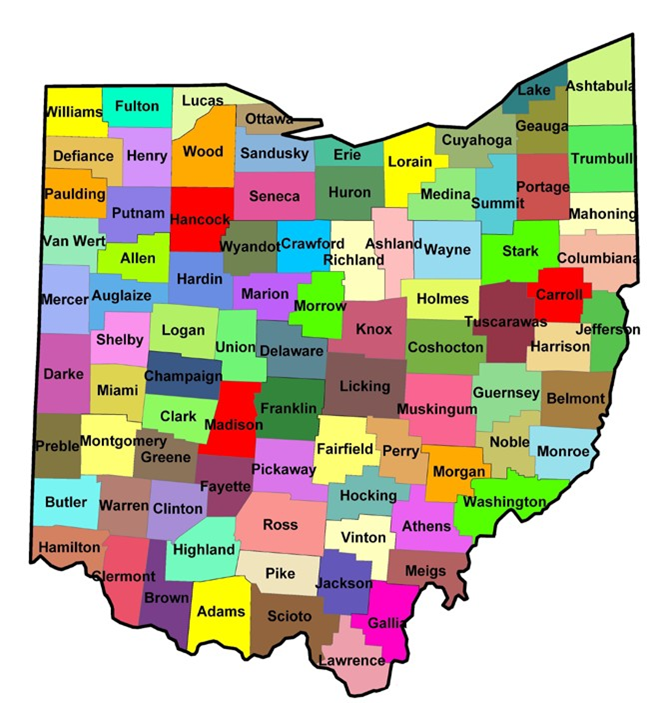 Williams
Fulton
Lucas
Ottawa
Lake
Ashtabula
Geauga
Defiance
Henry
Wood
Sandusky
Erie
Lorain
Cuyahoga
Trumbull
Paulding
Putnam
Hancock
Seneca
Huron
Medina
Summit
Portage
Mahoning
Van Wert
Allen
Wyandot
Crawford
Richland
Ashland
Wayne
Stark
Columbiana
Mercer
Auglaize
Hardin
Marion
Morrow
Holmes
Carroll
Tuscarawas
Jefferson
Shelby
Logan
Union
Delaware
Knox
Coshocton
Harrison
Darke
Miami
Champaign
Clark
Madison
Franklin
Licking
Muskingum
Guernsey
Belmont
Preble
Montgomery
Greene
Fayette
Pickaway
Fairfield
Perry
Morgan
Noble
Monroe
Butler
Warren
Clinton
Ross
Hocking
Athens
Washington
Hamilton
Clermont
Brown
Highland
Pike
Vinton
Jackson
Meigs
Adams
Scioto
Gallia
Lawrence